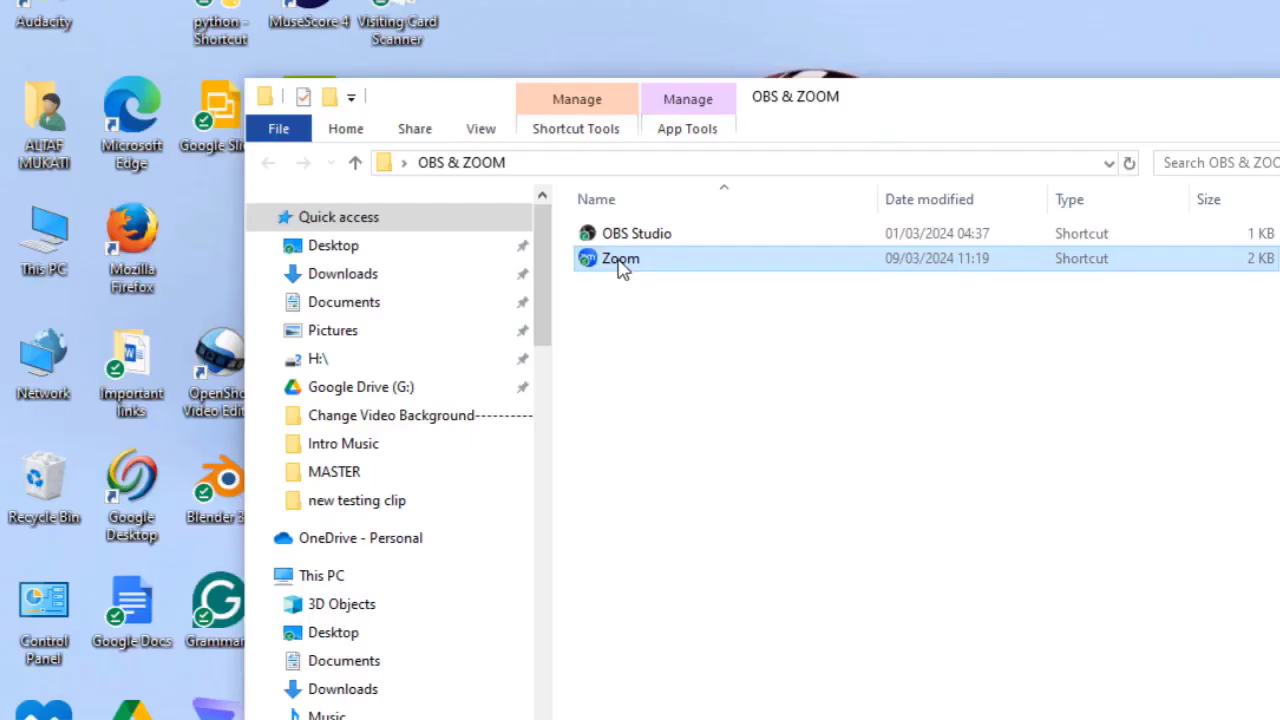 Audacity
python -
Shortcut
MuseScore 4
Visiting Card
Scanner
ALTAF
MUKATI
Microsoft
Edge
Google Sli
This PC
Mozilla
Firefox
Network
Important
links
OpenSho
Video Edit
Recycle Bin
Google
Desktop
Blender 3
Control
Panel
Google Docs
Grammar
Manage
Manage
OBS & ZOOM
File
Home
Share
View
Shortcut Tools
App Tools
OBS & ZOOM
Search OBS & ZOO
Name
Date modified
Type
Size
OBS Studio
01/03/2024 04:37
Shortcut
1 KB
Zoom
09/03/2024 11:19
Shortcut
2 KB
Quick access
Desktop
Downloads
Documents
Pictures
H:\
Google Drive (G:)
Change Video Background----------
Intro Music
MASTER
new testing clip
OneDrive - Personal
This PC
3D Objects
Desktop
Documents
Downloads
Music